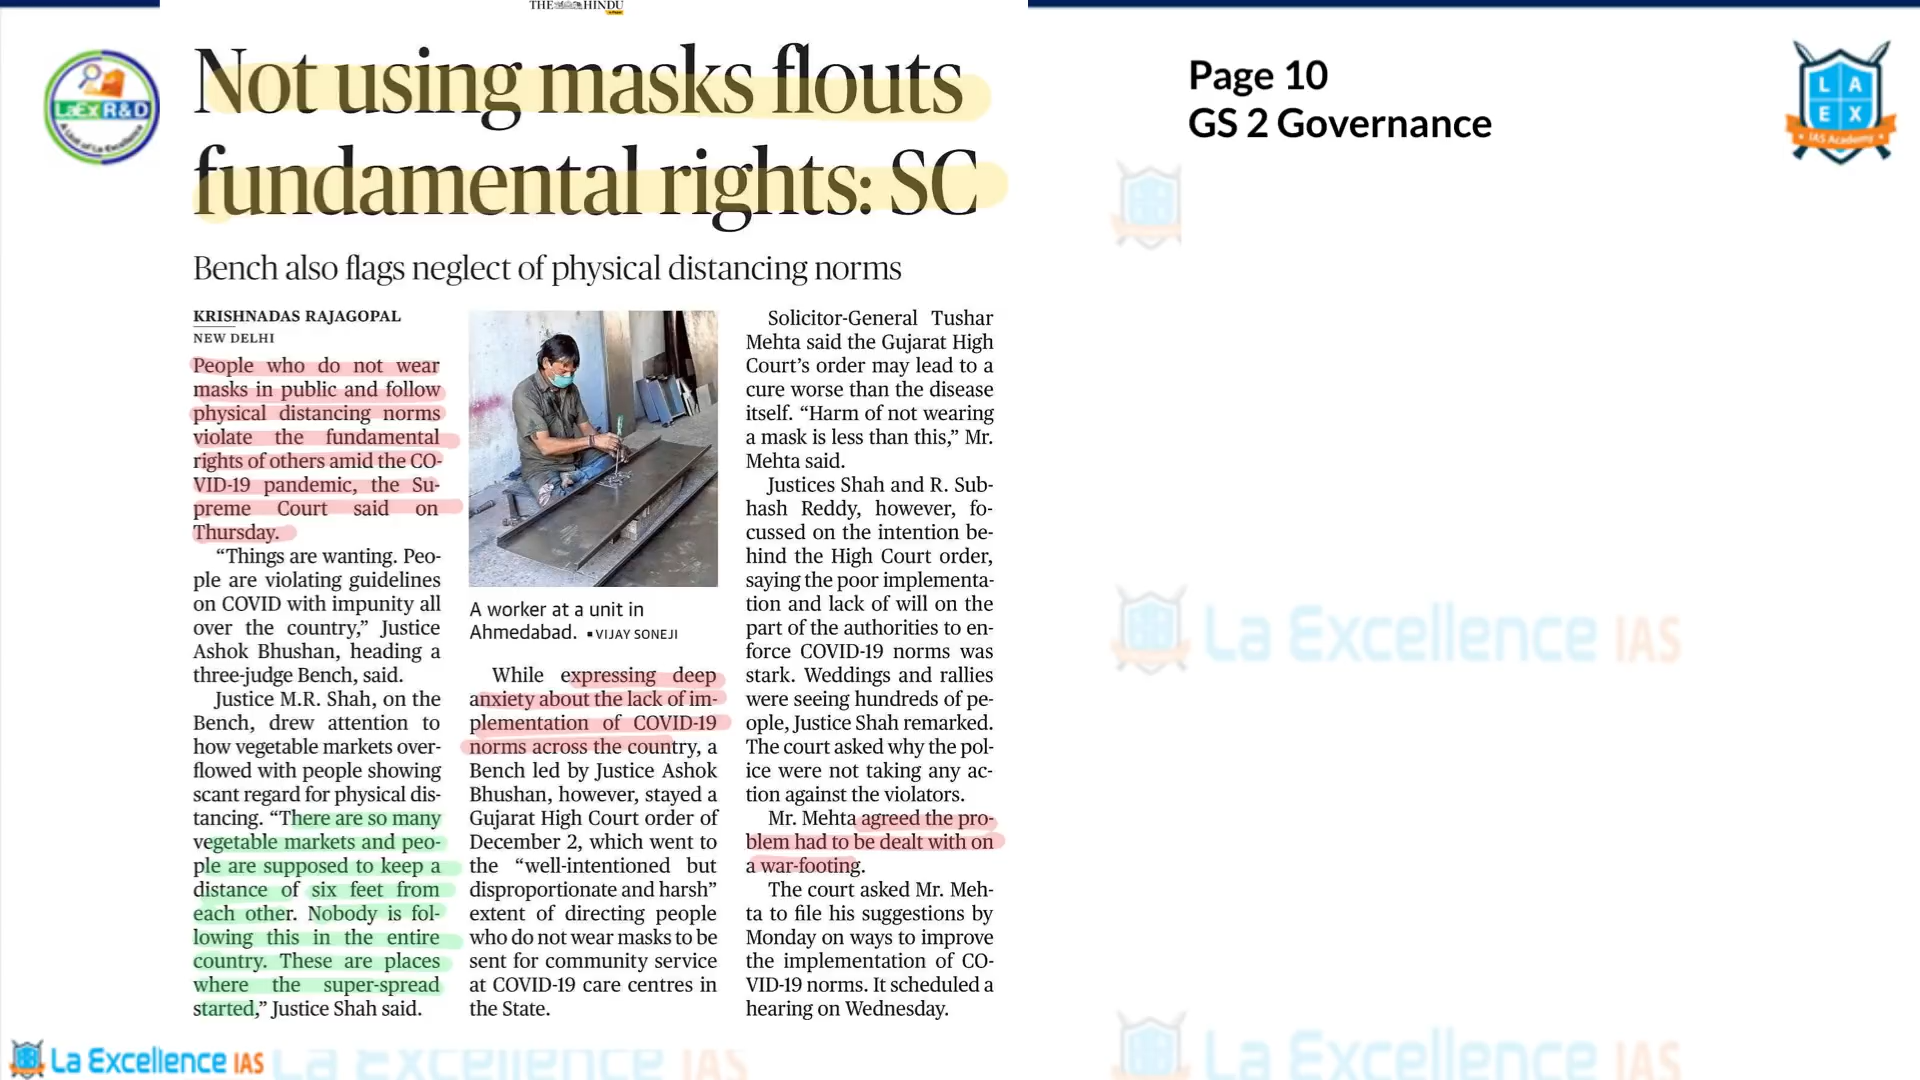 THE HINDU
Not using masks flouts
fundamental rights: SC
Bench also flags neglect of physical distancing norms
KRISHNADAS RAJAGOPAL
NEW DELHI
People who do not wear
masks in public and follow
physical distancing norms
violate the fundamental
rights of others amid the CO-
VID-19 pandemic, the Su-
preme Court said on
Thursday.
“Things are wanting. Peo-
ple are violating guidelines
on COVID with impunity all
over the country,” Justice
Ashok Bhushan, heading a
three-judge Bench, said.
Justice M.R. Shah, on the
Bench, drew attention to
how vegetable markets over-
flowed with people showing
scant regard for physical dis-
tancing. “There are so many
vegetable markets and peo-
ple are supposed to keep a
distance of six feet from
each other. Nobody is fol-
lowing this in the entire
country. These are places
where the super-spread
started,” Justice Shah said.
A worker at a unit in
Ahmedabad. ▪ VIJAY SONEJI
While expressing deep
anxiety about the lack of im-
plementation of COVID-19
norms across the country, a
Bench led by Justice Ashok
Bhushan, however, stayed a
Gujarat High Court order of
December 2, which went to
the “well-intentioned but
disproportionate and harsh”
extent of directing people
who do not wear masks to be
sent for community service
at COVID-19 care centres in
the State.
Solicitor-General Tushar
Mehta said the Gujarat High
Court’s order may lead to a
cure worse than the disease
itself. “Harm of not wearing
a mask is less than this,” Mr.
Mehta said.
Justices Shah and R. Sub-
hash Reddy, however, fo-
cussed on the intention be-
hind the High Court order,
saying the poor implementa-
tion and lack of will on the
part of the authorities to en-
force COVID-19 norms was
stark. Weddings and rallies
were seeing hundreds of pe-
ople, Justice Shah remarked.
The court asked why the pol-
ice were not taking any ac-
tion against the violators.
Mr. Mehta agreed the pro-
blem had to be dealt with on
a war-footing.
The court asked Mr. Meh-
ta to file his suggestions by
Monday on ways to improve
the implementation of CO-
VID-19 norms. It scheduled a
hearing on Wednesday.
Page 10
GS 2 Governance
LaEx R&D
A Unit of La Excellence
L A
E X
IAS Academy
La Excellence IAS
La Excellence IAS
La Excellence IAS
La Excellence IAS